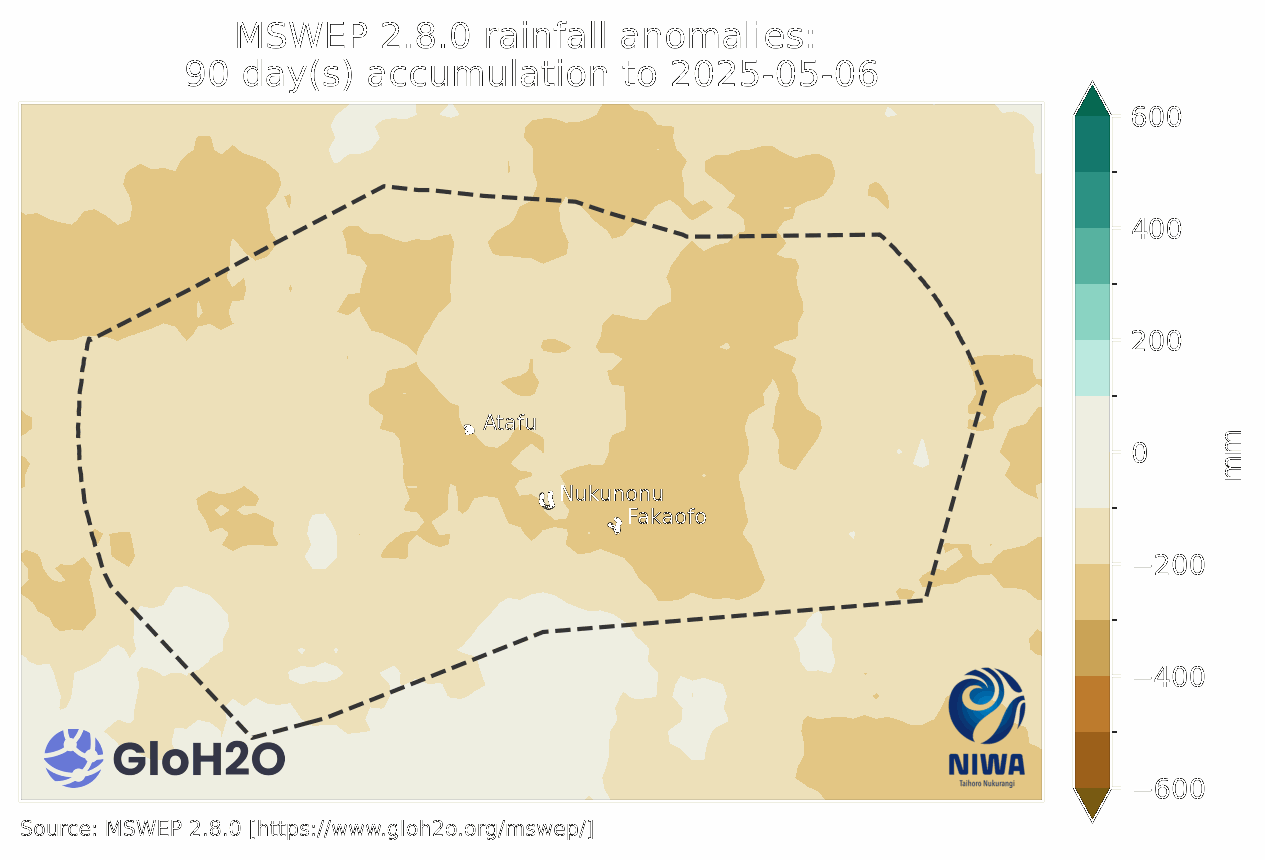 MSWEP 2.8.0 rainfall anomalies:
90 day(s) accumulation to 2025-05-06
600
400
200
0
−200
−400
−600
mm
Atafu
Nukunonu
Fakaofo
GloH2O
NIWA
Taihoro Nukurangi
Source: MSWEP 2.8.0 [https://www.gloh2o.org/mswep/]